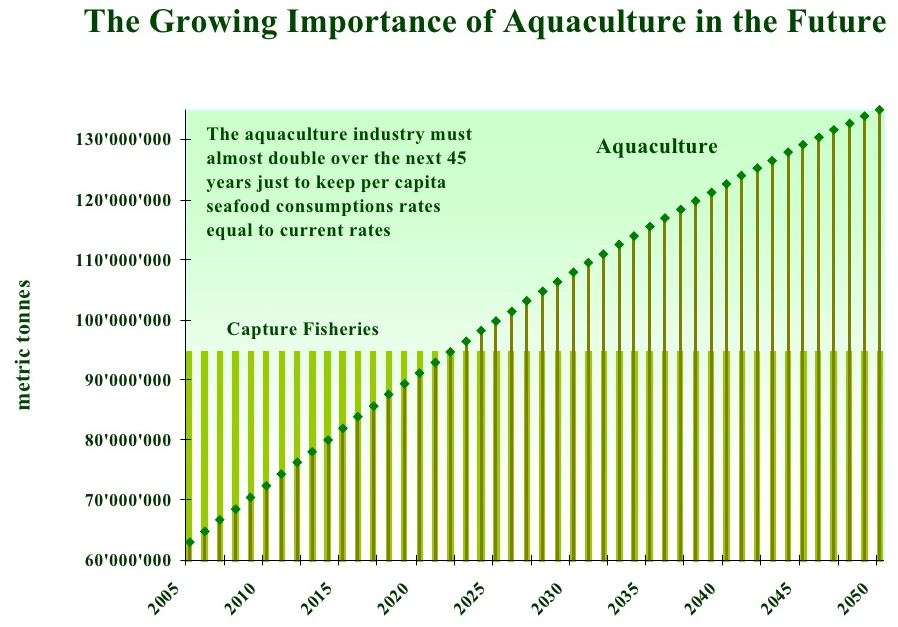 The Growing Importance of Aquaculture in the Future
The aquaculture industry must
almost double over the next 45
years just to keep per capita
seafood consumptions rates
equal to current rates
Aquaculture
Capture Fisheries
metric tonnes
130'000'000
120'000'000
110'000'000
100'000'000
90'000'000
80'000'000
70'000'000
60'000'000
2005
2010
2015
2020
2025
2030
2035
2040
2045
2050